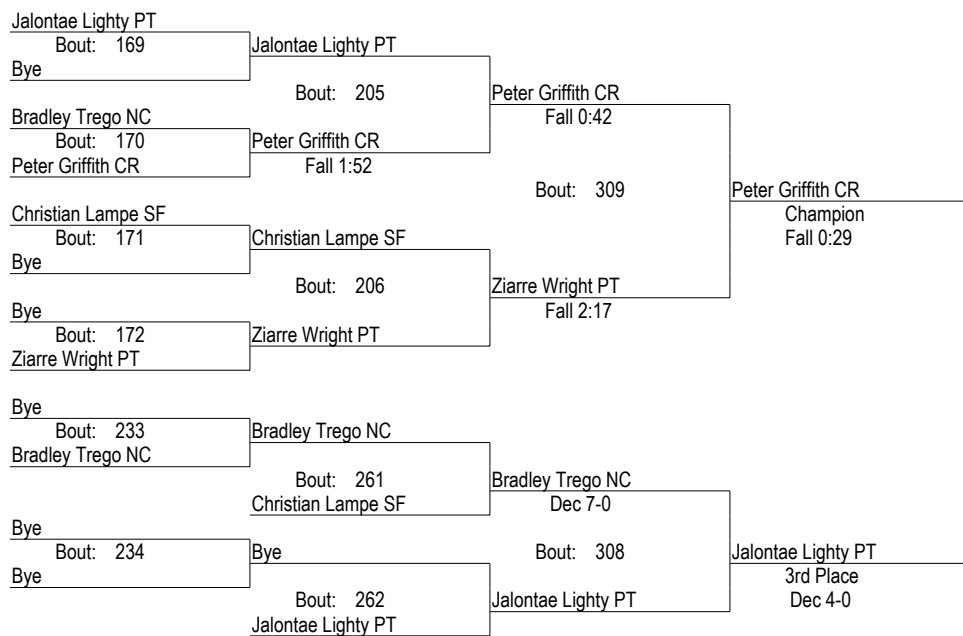 Jalontae Lighty PT
Bout: 169
Bye
Jalontae Lighty PT
Bout: 205
Bradley Trego NC
Bout: 170
Peter Griffith CR
Peter Griffith CR
Fall 1:52
Peter Griffith CR
Fall 0:42
Bout: 309
Christian Lampe SF
Bout: 171
Bye
Christian Lampe SF
Bout: 206
Bye
Bout: 172
Ziarre Wright PT
Ziarre Wright PT
Ziarre Wright PT
Fall 2:17
Peter Griffith CR
Champion
Fall 0:29
Bye
Bout: 233
Bradley Trego NC
Bradley Trego NC
Bout: 261
Christian Lampe SF
Bradley Trego NC
Dec 7-0
Bout: 308
Bye
Bout: 234
Bye
Bye
Bout: 262
Jalontae Lighty PT
Jalontae Lighty PT
Jalontae Lighty PT
3rd Place
Dec 4-0